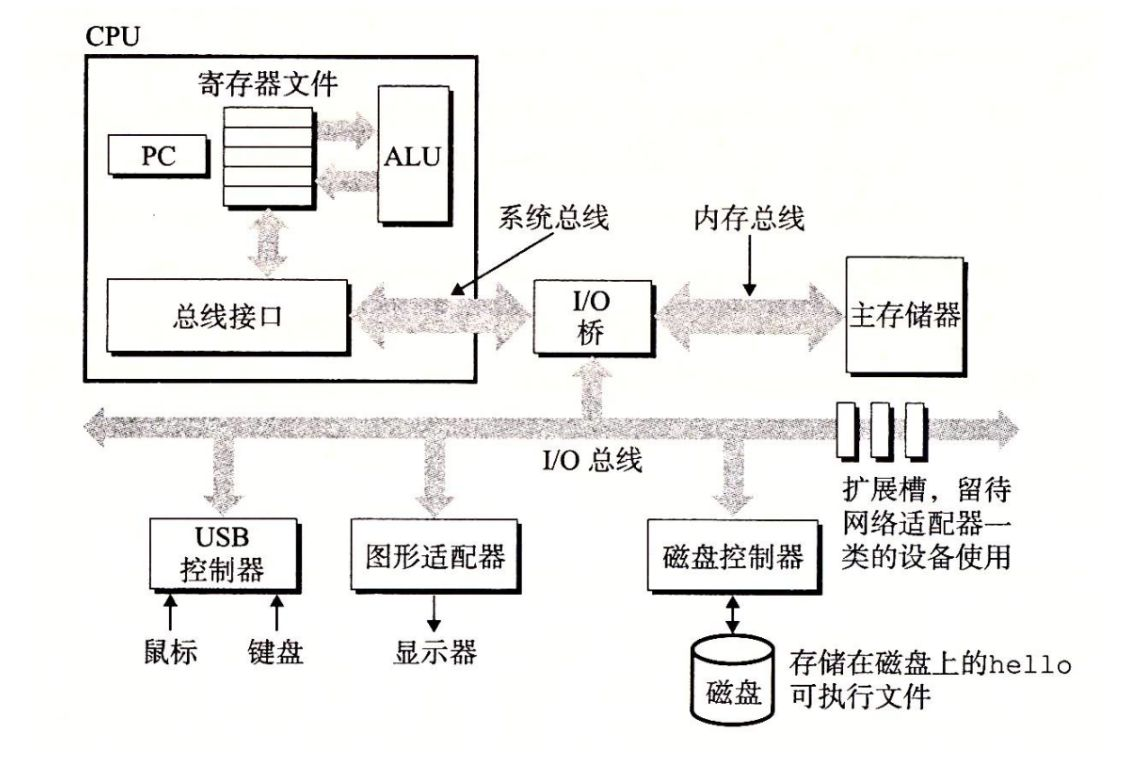 CPU
寄存器文件
PC
ALU
系统总线
内存总线
总线接口
I/O
桥
主存储器
I/O 总线
扩展槽，留待
网络适配器一
类的设备使用
USB
控制器
图形适配器
磁盘控制器
鼠标
键盘
显示器
磁盘
存储在磁盘上的hello
可执行文件